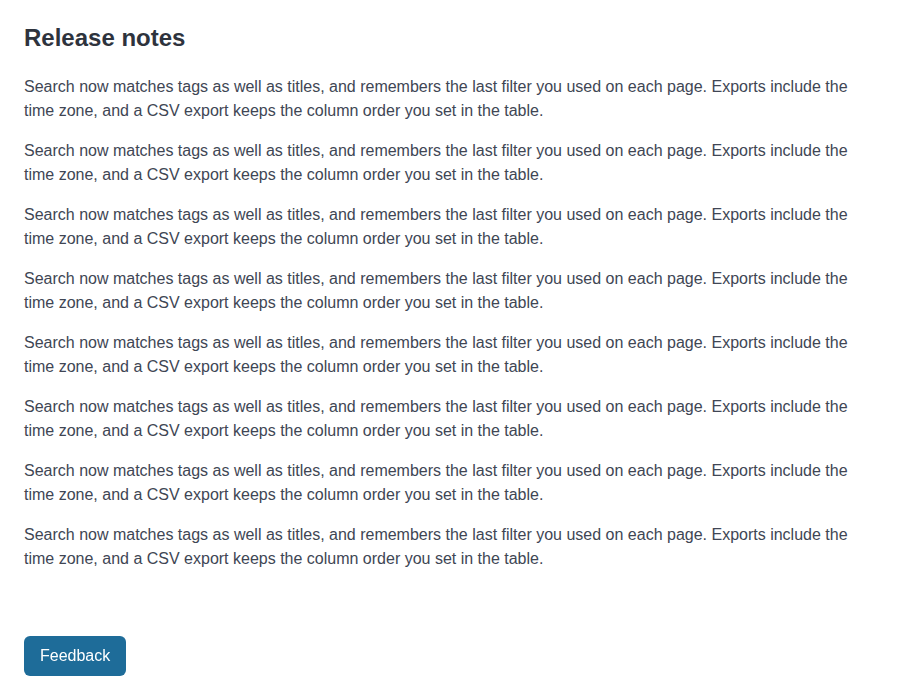 Release notes
Search now matches tags as well as titles, and remembers the last filter you used on each page. Exports include the
time zone, and a CSV export keeps the column order you set in the table.
Search now matches tags as well as titles, and remembers the last filter you used on each page. Exports include the
time zone, and a CSV export keeps the column order you set in the table.
Search now matches tags as well as titles, and remembers the last filter you used on each page. Exports include the
time zone, and a CSV export keeps the column order you set in the table.
Search now matches tags as well as titles, and remembers the last filter you used on each page. Exports include the
time zone, and a CSV export keeps the column order you set in the table.
Search now matches tags as well as titles, and remembers the last filter you used on each page. Exports include the
time zone, and a CSV export keeps the column order you set in the table.
Search now matches tags as well as titles, and remembers the last filter you used on each page. Exports include the
time zone, and a CSV export keeps the column order you set in the table.
Search now matches tags as well as titles, and remembers the last filter you used on each page. Exports include the
time zone, and a CSV export keeps the column order you set in the table.
Search now matches tags as well as titles, and remembers the last filter you used on each page. Exports include the
time zone, and a CSV export keeps the column order you set in the table.
Feedback